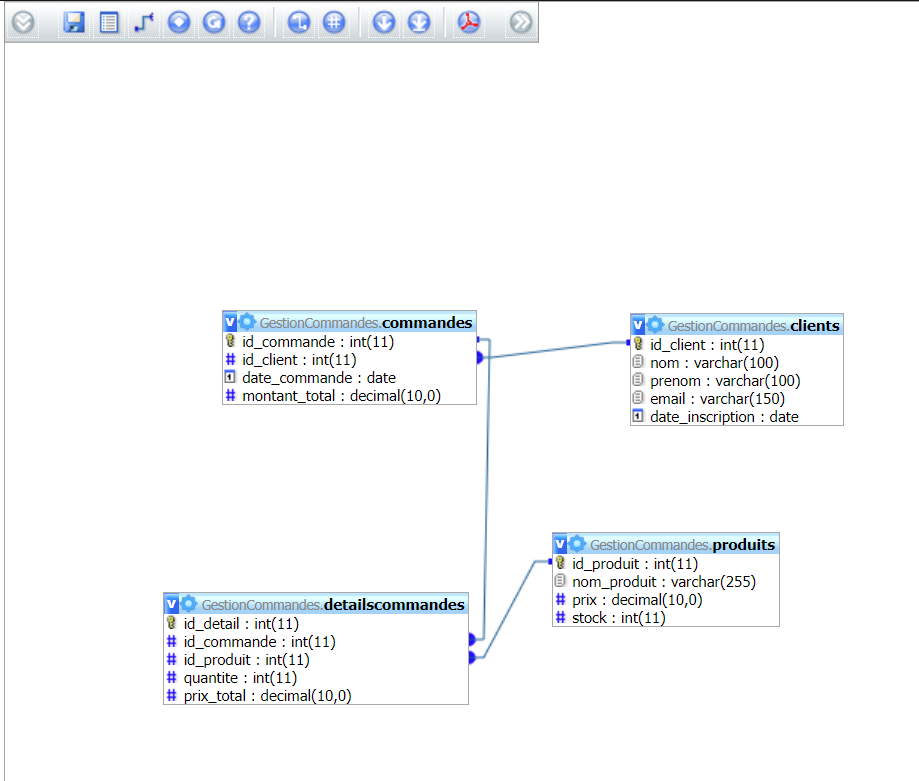 GestionCommandes.commandes
id_commande : int(11)
id_client : int(11)
date_commande : date
montant_total : decimal(10,0)
GestionCommandes.clients
id_client : int(11)
nom : varchar(100)
prenom : varchar(100)
email : varchar(150)
date_inscription : date
GestionCommandes.produits
id_produit : int(11)
nom_produit : varchar(255)
prix : decimal(10,0)
stock : int(11)
GestionCommandes.detailscommandes
id_detail : int(11)
id_commande : int(11)
id_produit : int(11)
quantite : int(11)
prix_total : decimal(10,0)